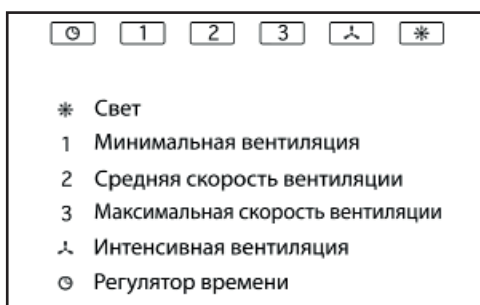 1 2 3
Свет
1 Минимальная вентиляция
2 Средняя скорость вентиляции
3 Максимальная скорость вентиляции
Интенсивная вентиляция
Регулятор времени